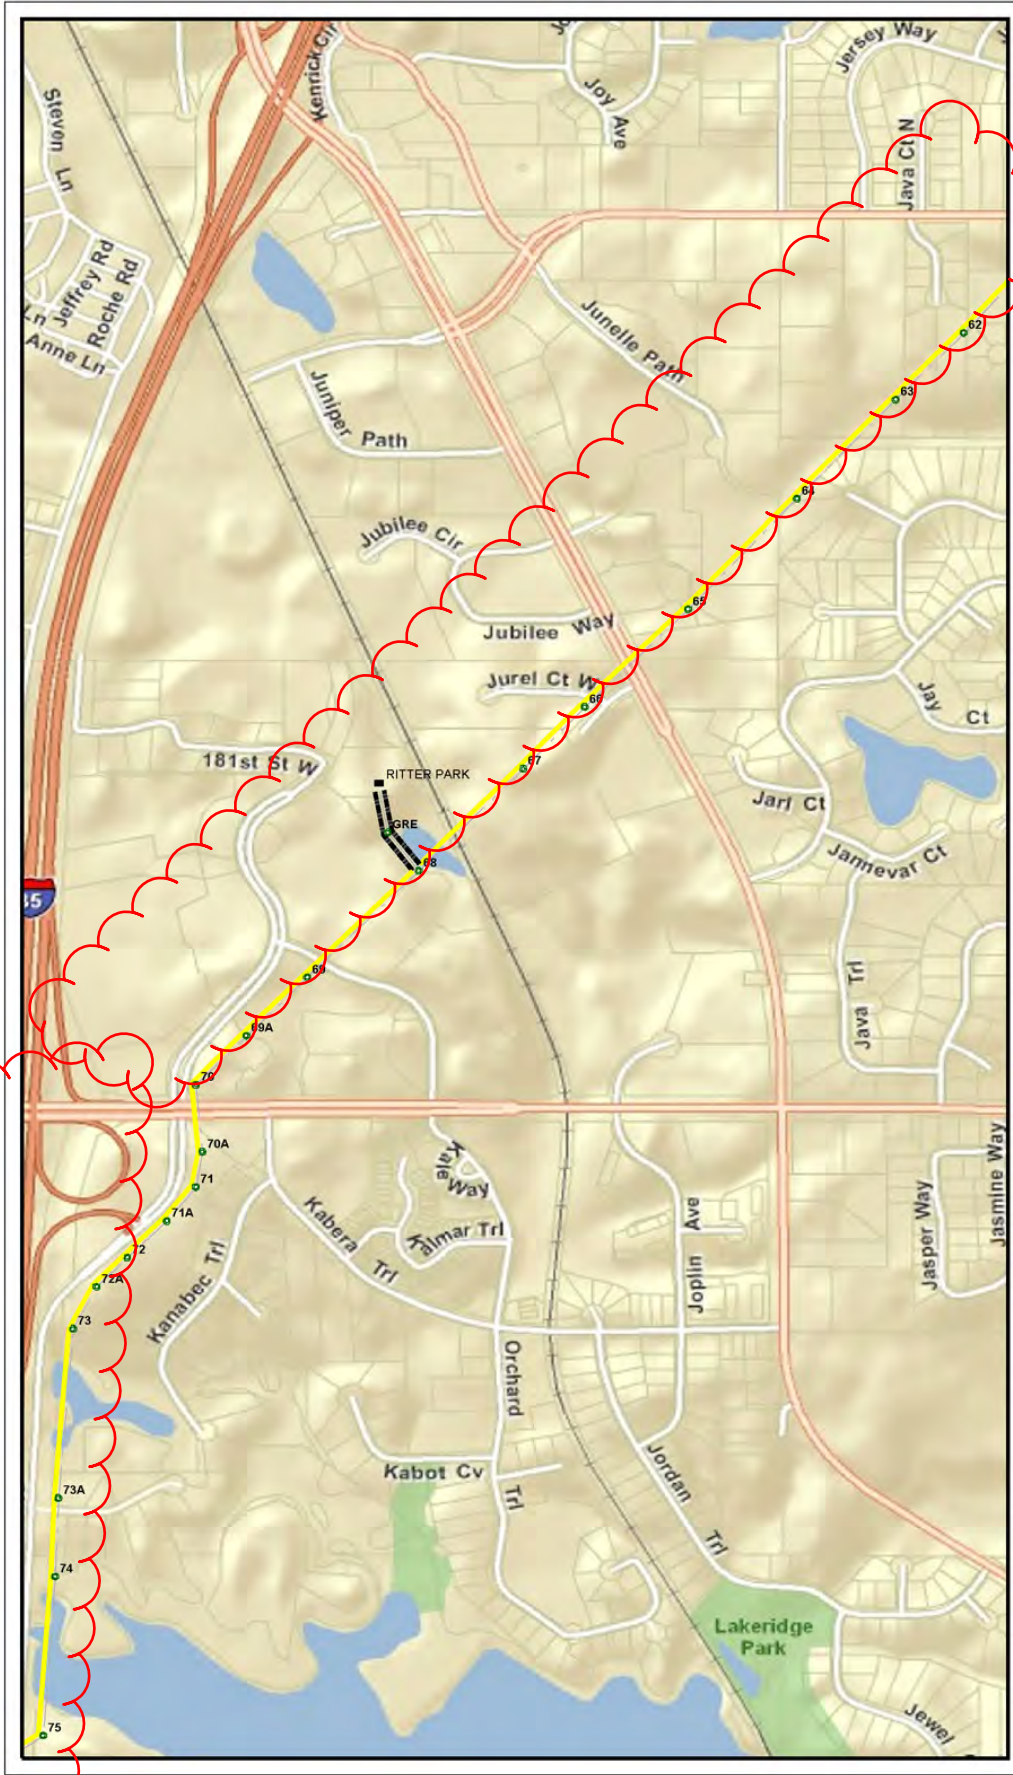 Kenrick Cir
Jersey Way
Joy Ave
Stevon Ln
Java Ct N
Jeffrey Rd
Roche Rd
Ln
Anne Ln
Junelle Path
62
63
Juniper Path
64
Jubilee Cir
65
Jubilee Way
Jurel Ct W
66
Jay Ct
181st St W
RITTER PARK
67
Jarl Ct
GRE
68
Jannevar Ct
35
69
Java Trl
69A
70
70A
71
Kale Way
Jasmine Way
71A
Kabera Trl
Kalmar Trl
Joplin Ave
Jasper Way
72
72A
Kanabec Trl
73
Orchard Trl
Kabot Cv
Jordan Trl
73A
74
Lakeridge
Park
75
Jewel